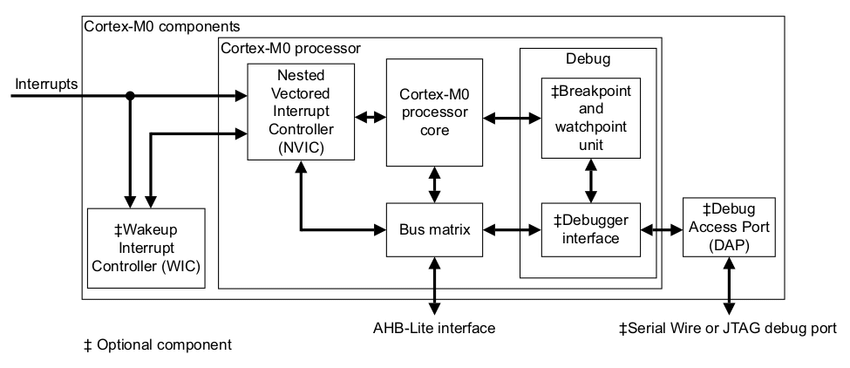 Cortex-M0 components
Cortex-M0 processor
Debug
Interrupts
Nested
Vectored
Interrupt
Controller
(NVIC)
Cortex-M0
processor
core
‡Breakpoint
and
watchpoint
unit
‡Wakeup
Interrupt
Controller (WIC)
Bus matrix
‡Debugger
interface
‡Debug
Access Port
(DAP)
AHB-Lite interface
‡Serial Wire or JTAG debug port
‡ Optional component